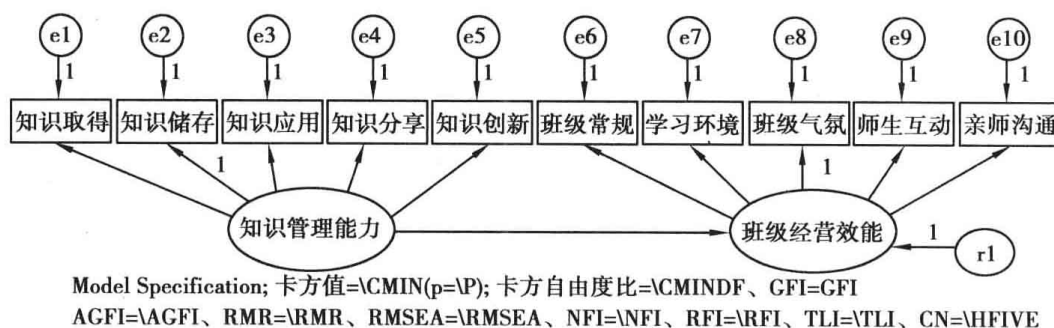 e1 e2 e3 e4 e5 e6 e7 e8 e9 e10
1 1 1 1 1 1 1 1 1 1
知识取得 知识储存 知识应用 知识分享 知识创新 班级常规 学习环境 班级气氛 师生互动 亲师沟通
1 1
知识管理能力 班级经营效能 1 r1
Model Specification; 卡方值=\CMIN(p=\P); 卡方自由度比=\CMINDF、GFI=GFI
AGFI=\AGFI、RMR=\RMR、RMSEA=\RMSEA、NFI=\NFI、RFI=\RFI、TLI=\TLI、CN=\HFIVE